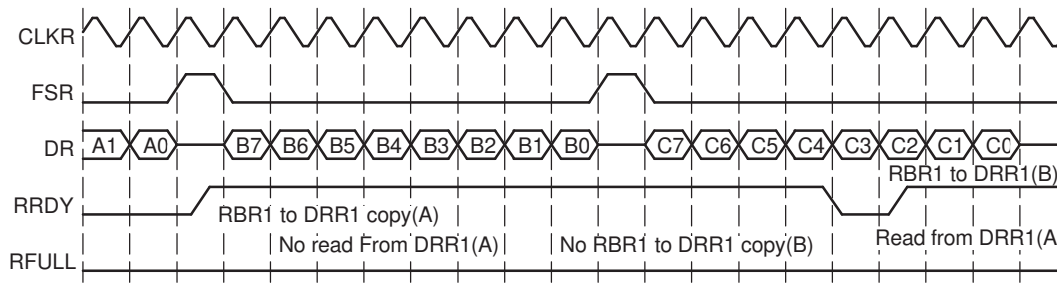 CLKR
FSR
DR A1 A0 B7 B6 B5 B4 B3 B2 B1 B0 C7 C6 C5 C4 C3 C2 C1 C0
RBR1 to DRR1(B)
RRDY
RBR1 to DRR1 copy(A)
No read From DRR1(A) No RBR1 to DRR1 copy(B) Read from DRR1(A
RFULL